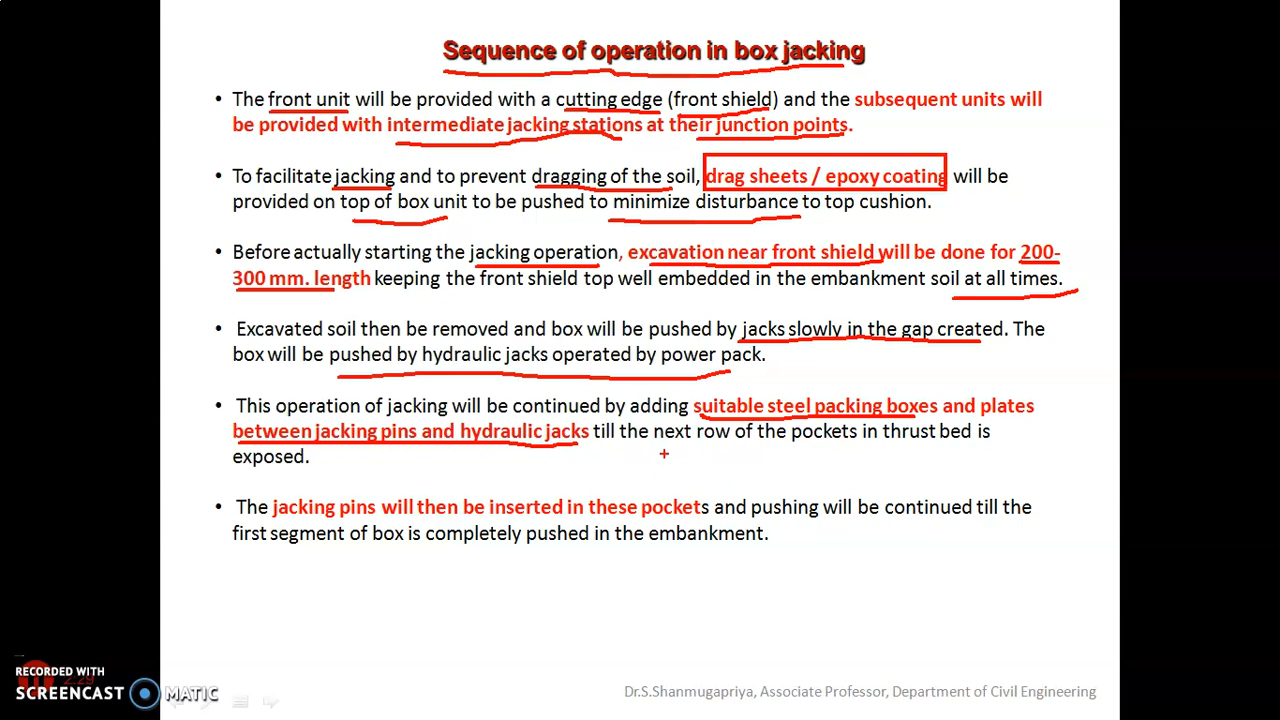 Sequence of operation in box jacking
• The front unit will be provided with a cutting edge (front shield) and the subsequent units will
be provided with intermediate jacking stations at their junction points.
• To facilitate jacking and to prevent dragging of the soil, drag sheets / epoxy coating will be
provided on top of box unit to be pushed to minimize disturbance to top cushion.
• Before actually starting the jacking operation, excavation near front shield will be done for 200-
300 mm. length keeping the front shield top well embedded in the embankment soil at all times.
• Excavated soil then be removed and box will be pushed by jacks slowly in the gap created. The
box will be pushed by hydraulic jacks operated by power pack.
• This operation of jacking will be continued by adding suitable steel packing boxes and plates
between jacking pins and hydraulic jacks till the next row of the pockets in thrust bed is
exposed.
• The jacking pins will then be inserted in these pockets and pushing will be continued till the
first segment of box is completely pushed in the embankment.
RECORDED WITH
SCREENCAST MATIC
Dr.S.Shanmugapriya, Associate Professor, Department of Civil Engineering